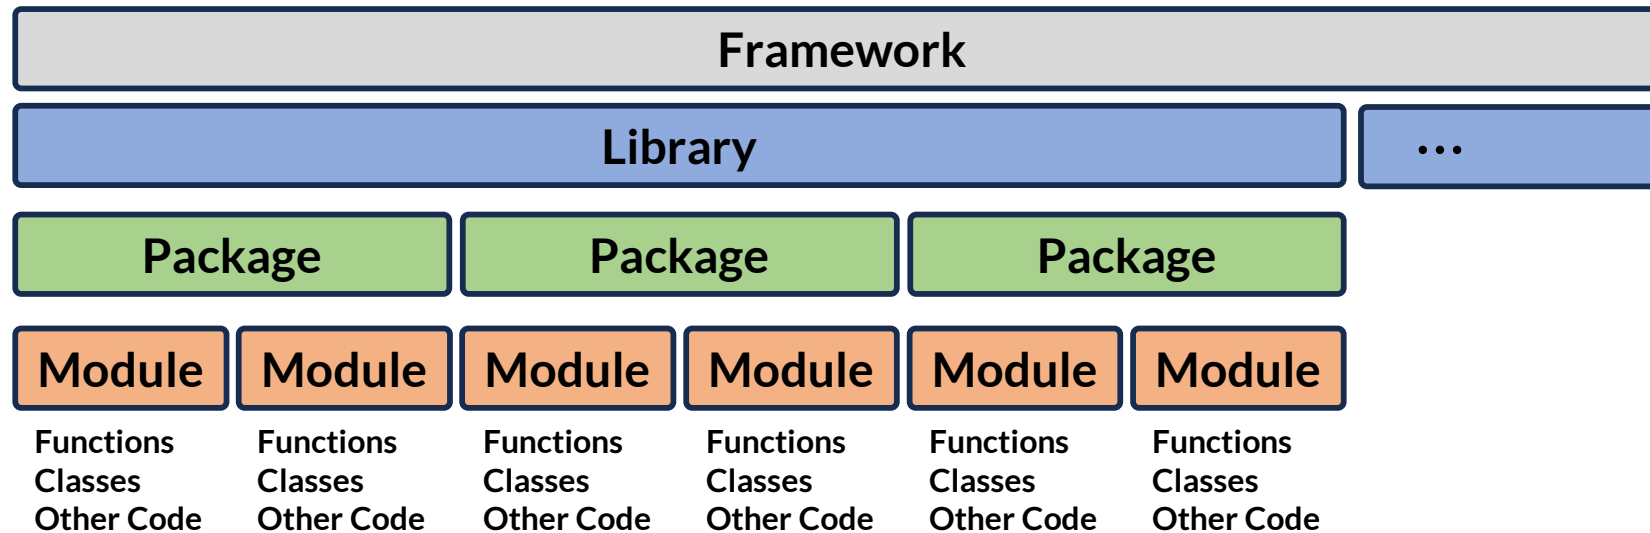 Framework
Library ...
Package Package Package
Module Module Module Module Module Module
Functions Functions Functions Functions Functions Functions
Classes Classes Classes Classes Classes Classes
Other Code Other Code Other Code Other Code Other Code Other Code